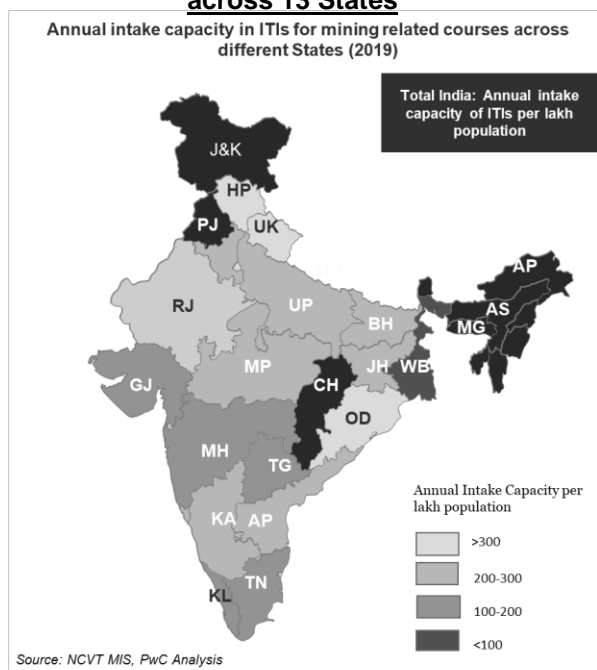 across 13 States
Annual intake capacity in ITIs for mining related courses across
different States (2019)
Total India: Annual intake
capacity of ITIs per lakh
population
J&K
HP
PJ
UK
AP
RJ
UP
AS
BH
MG
MP
JH
WB
GJ
CH
OD
MH
TG
KA
AP
TN
KL
Annual Intake Capacity per
lakh population
>300
200-300
100-200
<100
Source: NCVT MIS, PwC Analysis